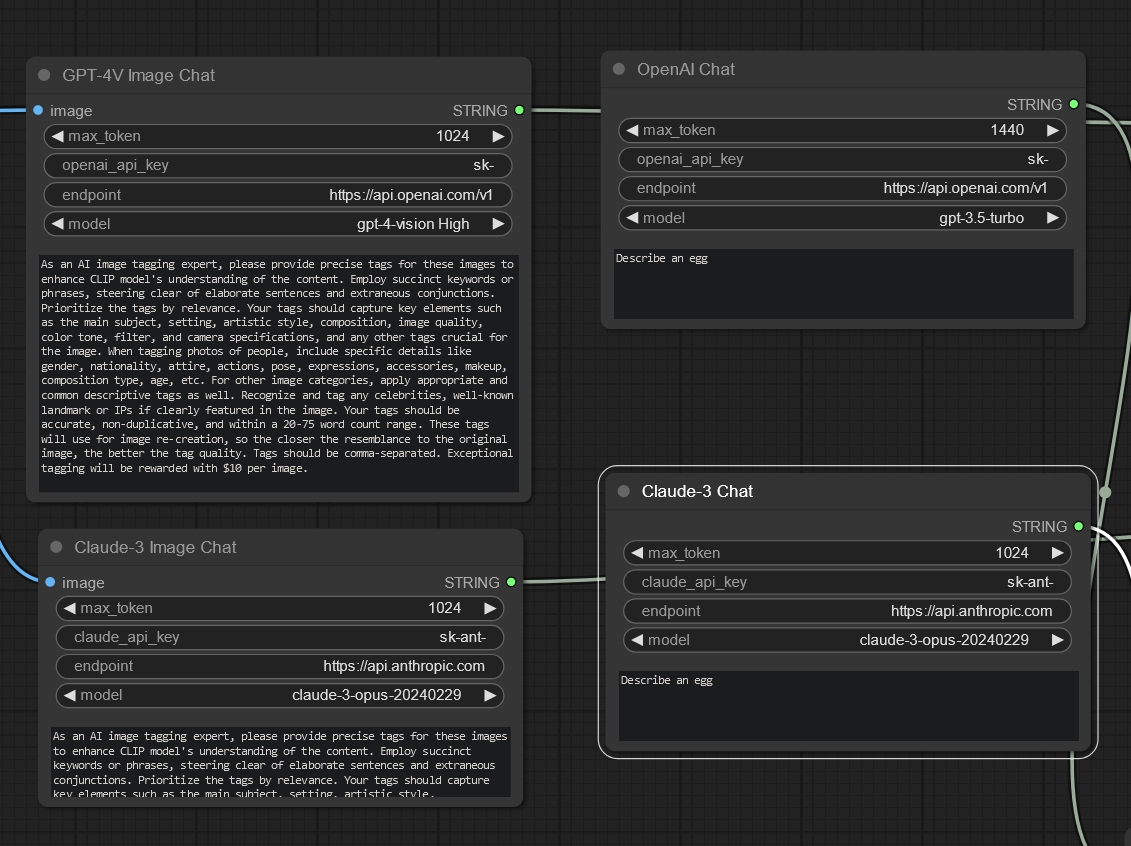 GPT-4V Image Chat
image
STRING
max_token 1024
openai_api_key sk-
endpoint https://api.openai.com/v1
model gpt-4-vision High
As an AI image tagging expert, please provide precise tags for these images to
enhance CLIP model's understanding of the content. Employ succinct keywords or
phrases, steering clear of elaborate sentences and extraneous conjunctions.
Prioritize the tags by relevance. Your tags should capture key elements such
as the main subject, setting, artistic style, composition, image quality,
color tone, filter, and camera specifications, and any other tags crucial for
the image. When tagging photos of people, include specific details like
gender, nationality, attire, actions, pose, expressions, accessories, makeup,
composition type, age, etc. For other image categories, apply appropriate and
common descriptive tags as well. Recognize and tag any celebrities, well-known
landmark or IPs if clearly featured in the image. Your tags should be
accurate, non-duplicative, and within a 20-75 word count range. These tags
will use for image re-creation, so the closer the resemblance to the original
image, the better the tag quality. Tags should be comma-separated. Exceptional
tagging will be rewarded with $10 per image.
OpenAI Chat
STRING
max_token 1440
openai_api_key sk-
endpoint https://api.openai.com/v1
model gpt-3.5-turbo
Describe an egg
Claude-3 Image Chat
image
STRING
max_token 1024
claude_api_key sk-ant-
endpoint https://api.anthropic.com
model claude-3-opus-20240229
As an AI image tagging expert, please provide precise tags for these images
to enhance CLIP model's understanding of the content. Employ succinct
keywords or phrases, steering clear of elaborate sentences and extraneous
conjunctions. Prioritize the tags by relevance. Your tags should capture
key elements such as the main subject, setting, artistic style,
Claude-3 Chat
STRING
max_token 1024
claude_api_key sk-ant-
endpoint https://api.anthropic.com
model claude-3-opus-20240229
Describe an egg